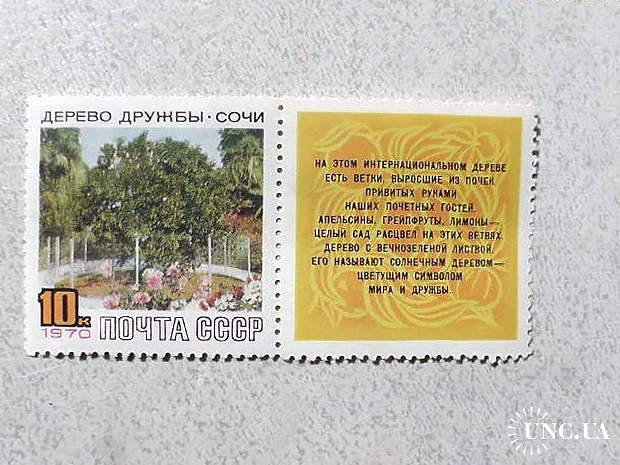 ДЕРЕВО ДРУЖБЫ · СОЧИ
10к
1970
ПОЧТА СССР
НА ЭТОМ ИНТЕРНАЦИОНАЛЬНОМ ДЕРЕВЕ
ЕСТЬ ВЕТКИ, ВЫРОСШИЕ ИЗ ПОЧЕК,
ПРИВИТЫХ РУКАМИ
НАШИХ ПОЧЕТНЫХ ГОСТЕЙ.
АПЕЛЬСИНЫ, ГРЕЙПФРУТЫ, ЛИМОНЫ—
ЦЕЛЫЙ САД РАСЦВЕЛ НА ЭТИХ ВЕТВЯХ.
ДЕРЕВО С ВЕЧНОЗЕЛЕНОЙ ЛИСТВОЙ,
ЕГО НАЗЫВАЮТ СОЛНЕЧНЫМ ДЕРЕВОМ—
ЦВЕТУЩИМ СИМВОЛОМ
МИРА И ДРУЖБЫ.
UNC.UA